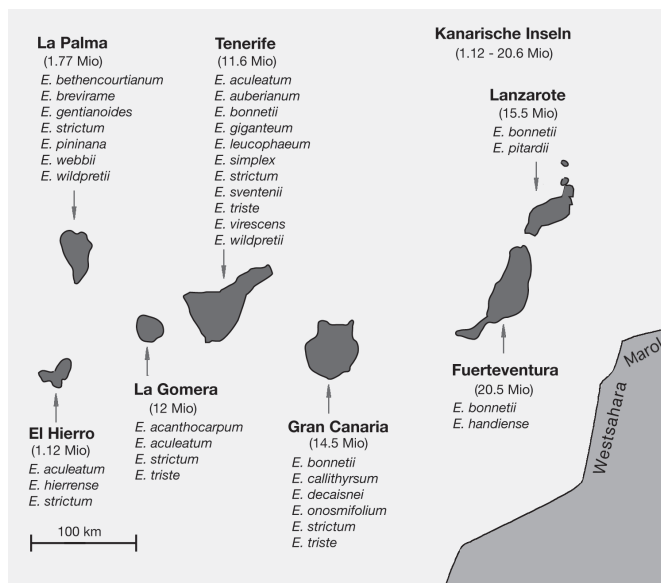 La Palma
(1.77 Mio)
E. bethencourtianum
E. brevirame
E. gentianoides
E. strictum
E. pininana
E. webbii
E. wildpretii
Tenerife
(11.6 Mio)
E. aculeatum
E. auberianum
E. bonnetii
E. giganteum
E. leucophaeum
E. simplex
E. strictum
E. sventenii
E. triste
E. virescens
E. wildpretii
Kanarische Inseln
(1.12 - 20.6 Mio)
Lanzarote
(15.5 Mio)
E. bonnetii
E. pitardii
El Hierro
(1.12 Mio)
E. aculeatum
E. hierrense
E. strictum
La Gomera
(12 Mio)
E. acanthocarpum
E. aculeatum
E. strictum
E. triste
Gran Canaria
(14.5 Mio)
E. bonnetii
E. callithyrsum
E. decaisnei
E. onosmifolium
E. strictum
E. triste
Fuerteventura
(20.5 Mio)
E. bonnetii
E. handiense
Westsahara
Marok
100 km